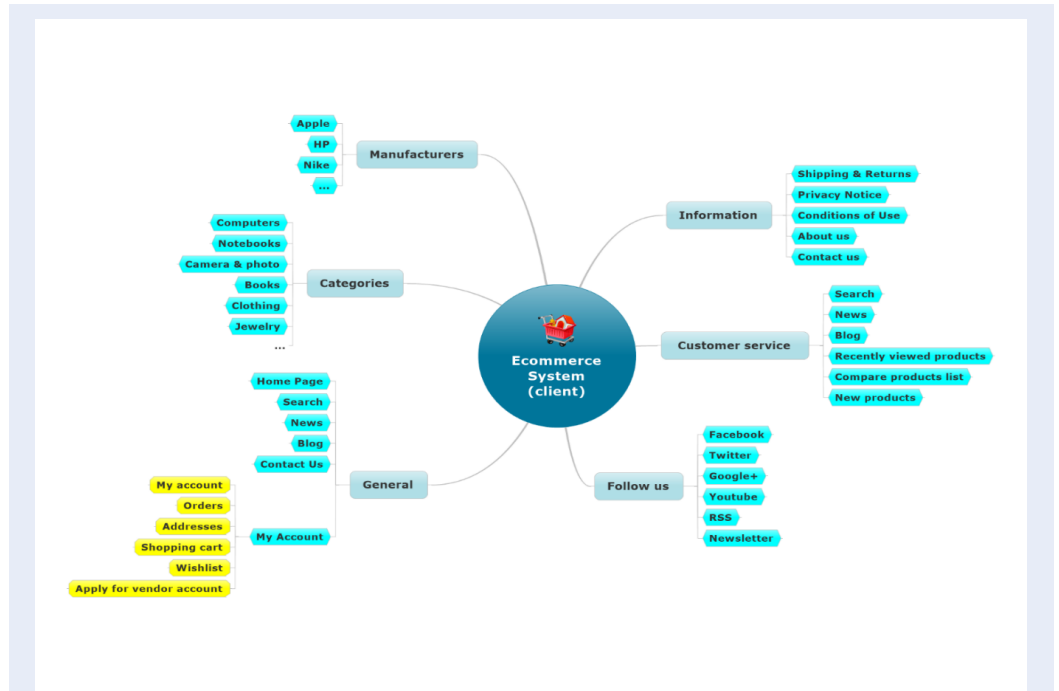 Ecommerce
System
(client)
Manufacturers
Apple
HP
Nike
...
Categories
Computers
Notebooks
Camera & photo
Books
Clothing
Jewelry
...
General
Home Page
Search
News
Blog
Contact Us
My Account
My account
Orders
Addresses
Shopping cart
Wishlist
Apply for vendor account
Information
Shipping & Returns
Privacy Notice
Conditions of Use
About us
Contact us
Customer service
Search
News
Blog
Recently viewed products
Compare products list
New products
Follow us
Facebook
Twitter
Google+
Youtube
RSS
Newsletter